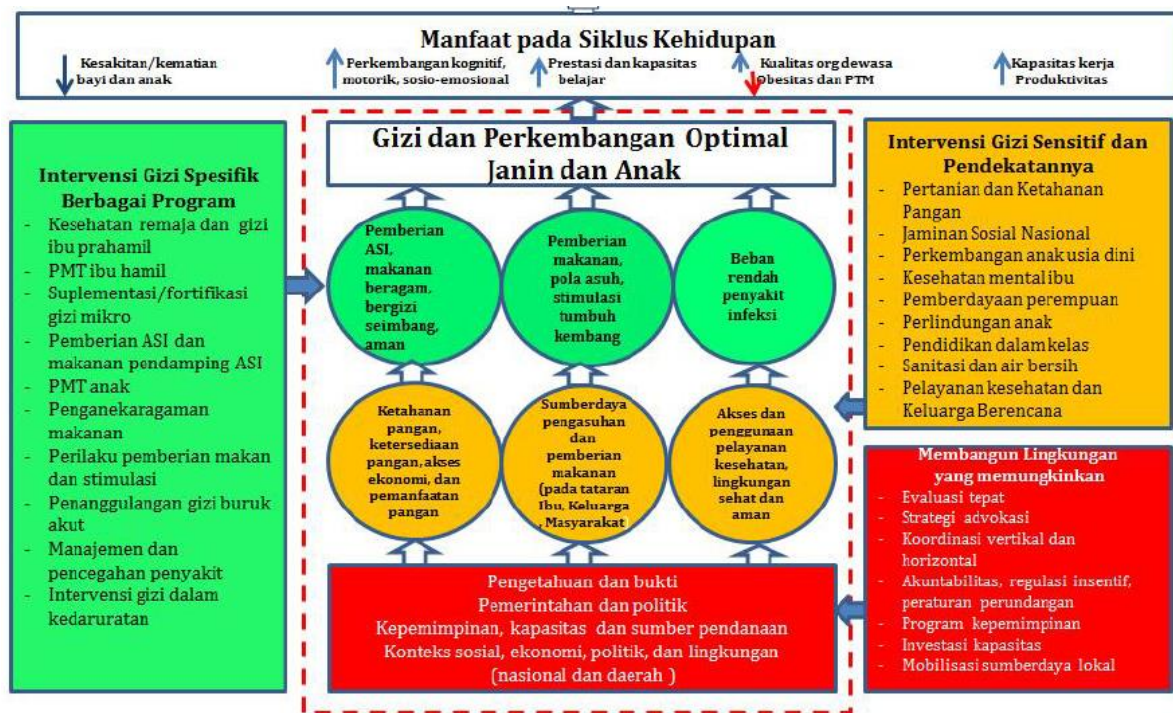 Manfaat pada Siklus Kehidupan
Kesakitan/kematian
bayi dan anak
Perkembangan kognitif,
motorik, sosio-emosional
Prestasi dan kapasitas
belajar
Kualitas org dewasa
Obesitas dan PTM
Kapasitas kerja
Produktivitas
Intervensi Gizi Spesifik
Berbagai Program
- Kesehatan remaja dan gizi
ibu prahamil
- PMT ibu hamil
- Suplementasi/fortifikasi
gizi mikro
- Pemberian ASI dan
makanan pendamping ASI
- PMT anak
- Penganekaragaman
makanan
- Perilaku pemberian makan
dan stimulasi
- Penanggulangan gizi buruk
akut
- Manajemen dan
pencegahan penyakit
- Intervensi gizi dalam
kedaruratan
Gizi dan Perkembangan Optimal
Janin dan Anak
Pemberian
ASI,
makanan
beragam,
bergizi
seimbang,
aman
Pemberian
makanan,
pola asuh,
stimulasi
tumbuh
kembang
Beban
rendah
penyakit
infeksi
Ketahanan
pangan,
ketersediaan
pangan, akses
ekonomi, dan
pemanfaatan
pangan
Sumberdaya
pengasuhan
dan
pemberian
makanan
(pada tataran
Ibu, Keluarga
, Masyarakat)
Akses dan
penggunaan
pelayanan
kesehatan,
lingkungan
sehat dan
aman
Pengetahuan dan bukti
Pemerintahan dan politik
Kepemimpinan, kapasitas dan sumber pendanaan
Konteks sosial, ekonomi, politik, dan lingkungan
(nasional dan daerah )
Intervensi Gizi Sensitif dan
Pendekatannya
- Pertanian dan Ketahanan
Pangan
- Jaminan Sosial Nasional
- Perkembangan anak usia dini
- Kesehatan mental ibu
- Pemberdayaan perempuan
- Perlindungan anak
- Pendidikan dalam kelas
- Sanitasi dan air bersih
- Pelayanan kesehatan dan
Keluarga Berencana
Membangun Lingkungan
yang memungkinkan
- Evaluasi tepat
- Strategi advokasi
- Koordinasi vertikal dan
horizontal
- Akuntabilitas, regulasi insentif,
peraturan perundangan
- Program kepemimpinan
- Investasi kapasitas
- Mobilisasi sumberdaya lokal